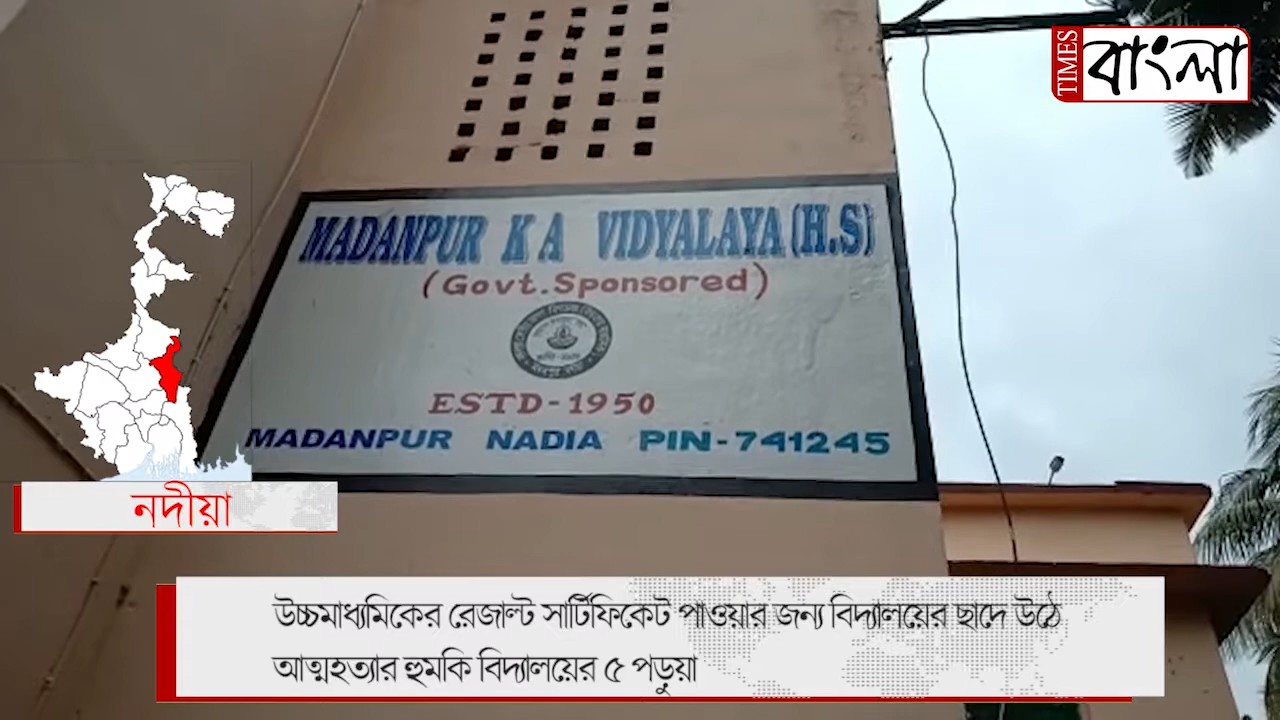 TIMES বাংলা
MADANPUR K A VIDYALAYA (H.S)
(Govt. Sponsored)
ESTD-1950
MADANPUR NADIA PIN-741245
নদীয়া
উচ্চমাধ্যমিকের রেজাল্ট সার্টিফিকেট পাওয়ার জন্য বিদ্যালয়ের ছাদে উঠে
আত্মহত্যার হুমকি বিদ্যালয়ের ৫ পড়ুয়া